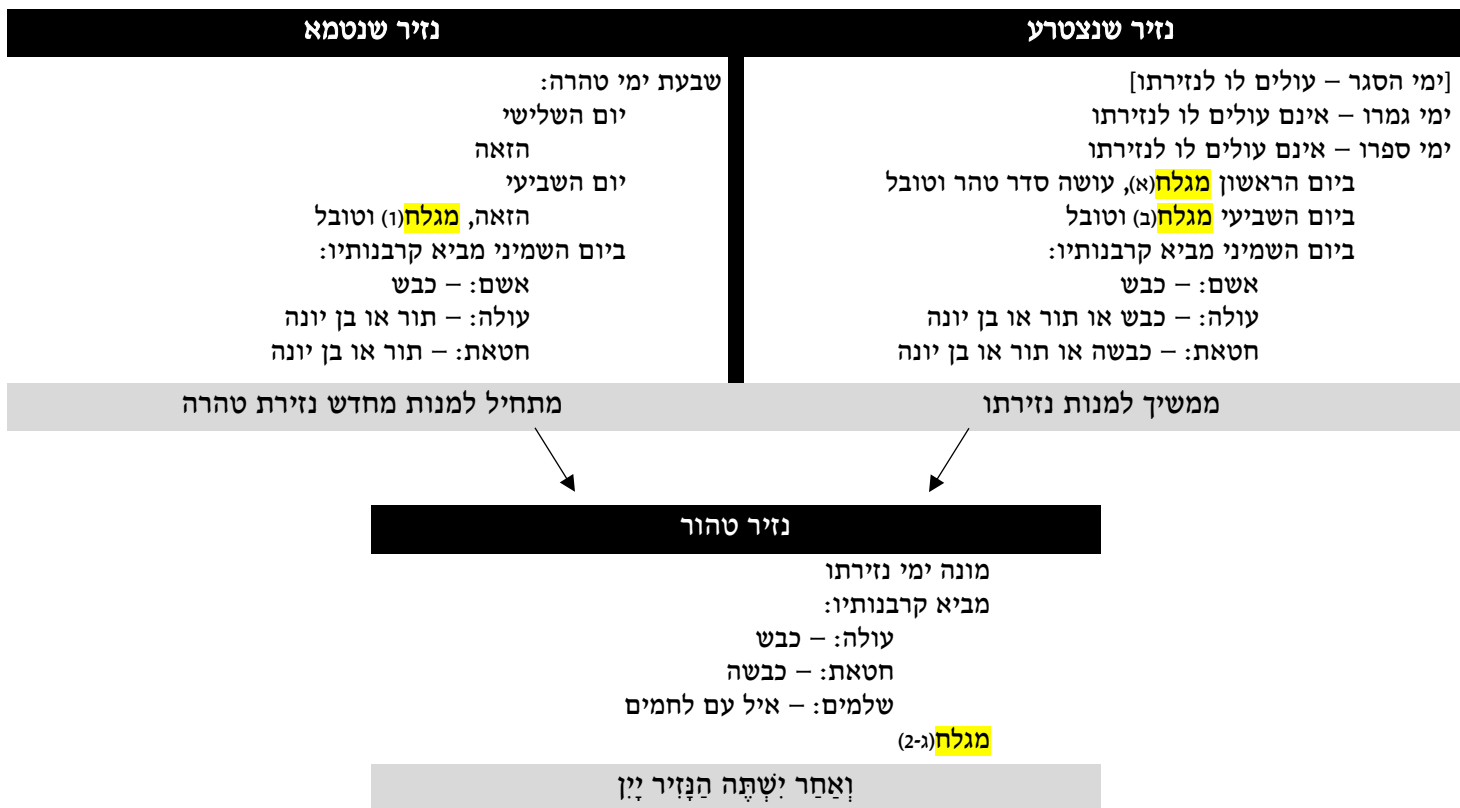 נזיר שנצטרע
[ימי הסגר – עולים לו לנזירתו]
ימי גמרו – אינם עולים לו לנזירתו
ימי ספרו – אינם עולים לו לנזירתו
ביום הראשון מגלח(א), עושה סדר טהר וטובל
ביום השביעי מגלח(ב) וטובל
ביום השמיני מביא קרבנותיו:
אשם: – כבש
עולה: – כבש או תור או בן יונה
חטאת: – כבשה או תור או בן יונה
ממשיך למנות נזירתו
נזיר שנטמא
שבעת ימי טהרה:
יום השלישי
הזאה
יום השביעי
הזאה, מגלח(1) וטובל
ביום השמיני מביא קרבנותיו:
אשם: – כבש
עולה: – תור או בן יונה
חטאת: – תור או בן יונה
מתחיל למנות מחדש נזירת טהרה
נזיר טהור
מונה ימי נזירתו
מביא קרבנותיו:
עולה: – כבש
חטאת: – כבשה
שלמים: – איל עם לחמים
מגלח(ג-2)
וְאַחַר יִשְׁתֶּה הַנָּזִיר יָיִן